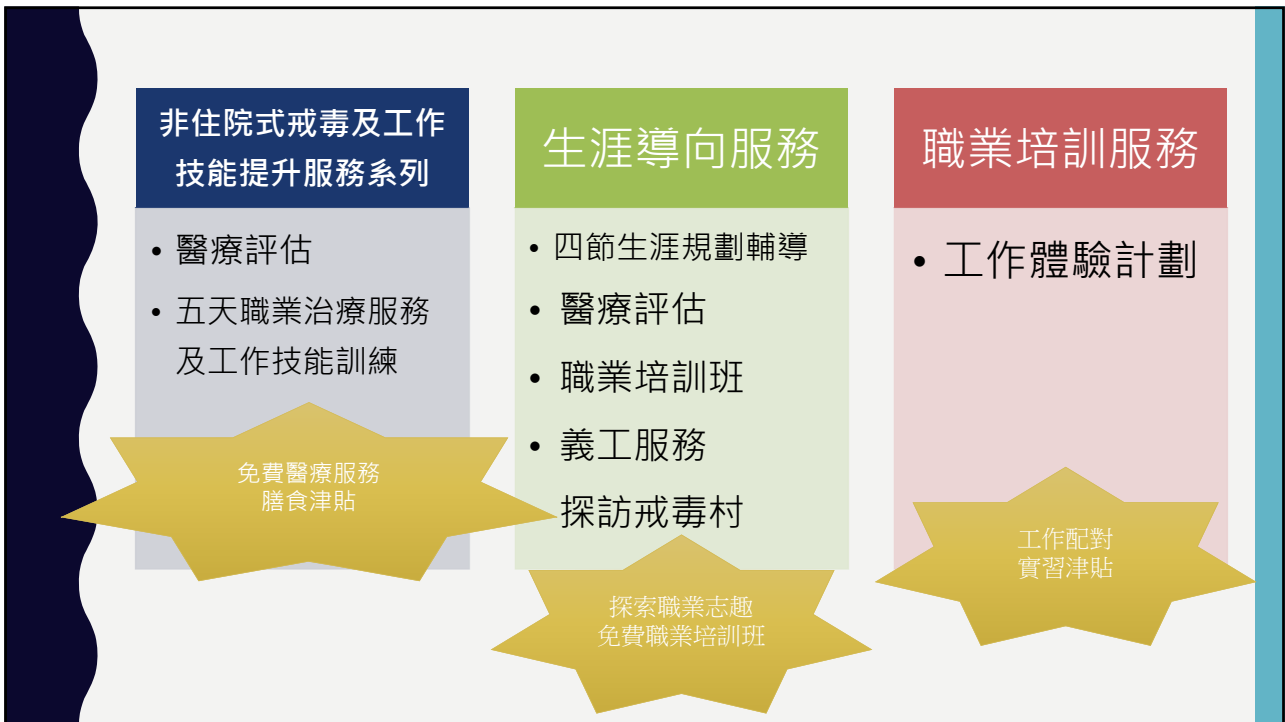 非住院式戒毒及工作
技能提升服務系列
• 醫療評估
• 五天職業治療服務
及工作技能訓練
免費醫療服務
膳食津貼
生涯導向服務
• 四節生涯規劃輔導
• 醫療評估
• 職業培訓班
• 義工服務
• 探訪戒毒村
探索職業志趣
免費職業培訓班
職業培訓服務
• 工作體驗計劃
工作配對
實習津貼